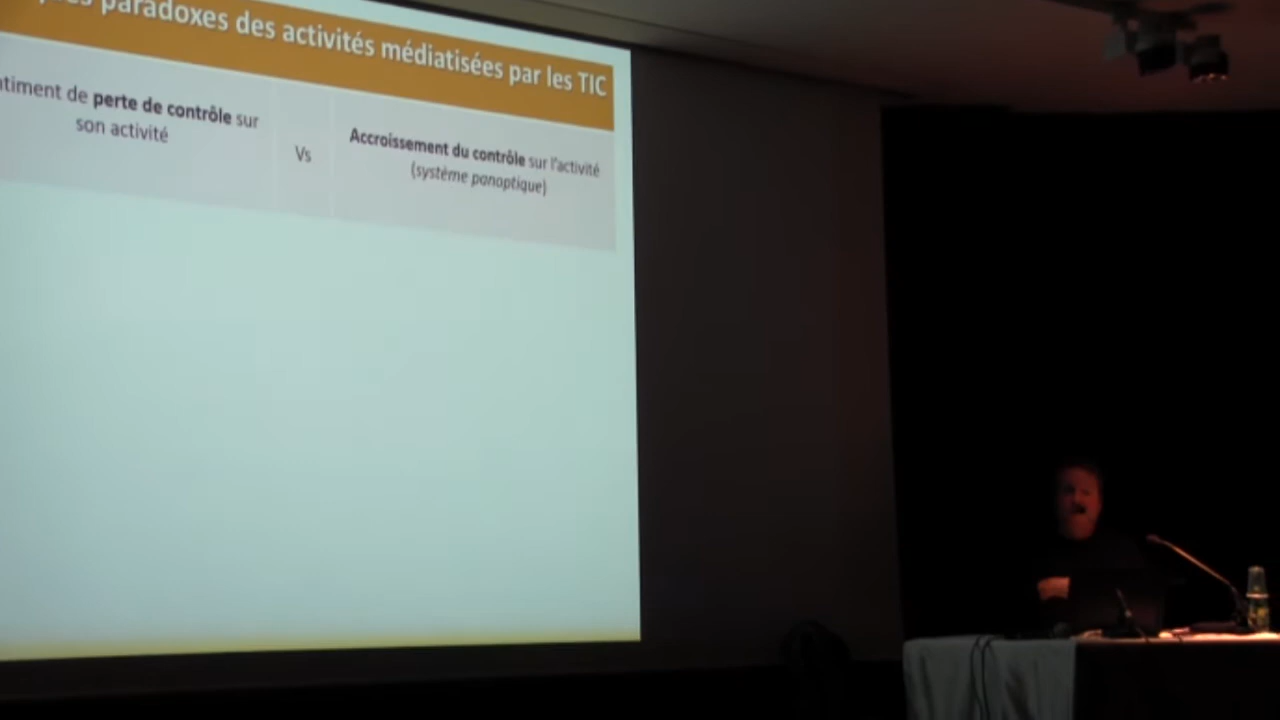 paradoxes des activités médiatisées par les TIC
de perte de contrôle sur
son activité
Vs
Accroissement du contrôle sur l'activité
(système panoptique)